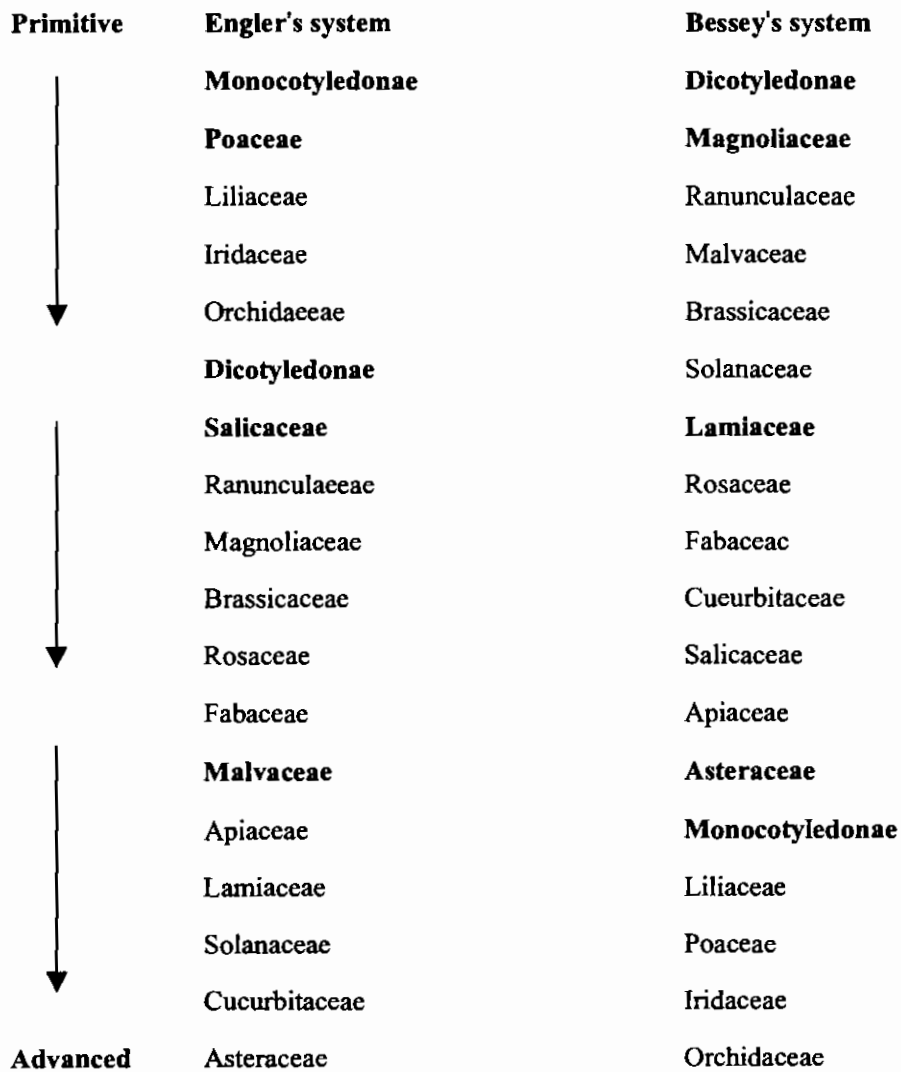 Primitive Engler's system Bessey's system
Monocotyledonae Dicotyledonae
Poaceae Magnoliaceae
Liliaceae Ranunculaceae
Iridaceae Malvaceae
Orchidaeeae Brassicaceae
Dicotyledonae Solanaceae
Salicaceae Lamiaceae
Ranunculaeeae Rosaceae
Magnoliaceae Fabaceac
Brassicaceae Cueurbitaceae
Rosaceae Salicaceae
Fabaceae Apiaceae
Malvaceae Asteraceae
Apiaceae Monocotyledonae
Lamiaceae Liliaceae
Solanaceae Poaceae
Cucurbitaceae Iridaceae
Advanced Asteraceae Orchidaceae